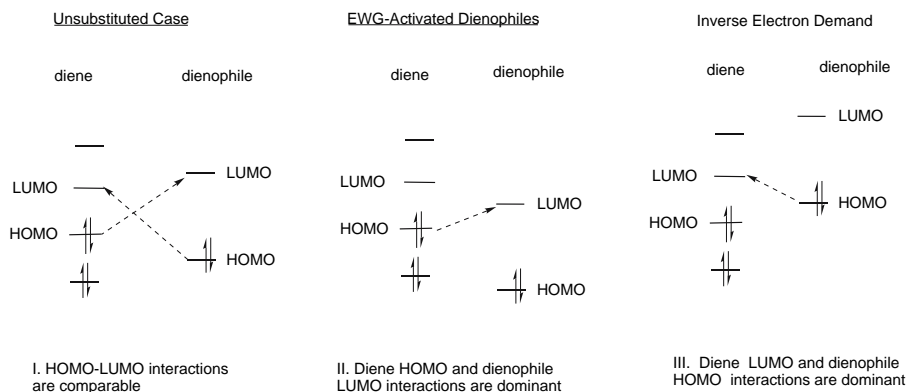 Unsubstituted Case
diene
dienophile
LUMO
LUMO
HOMO
HOMO
I. HOMO-LUMO interactions
are comparable
EWG-Activated Dienophiles
diene
dienophile
LUMO
LUMO
HOMO
HOMO
II. Diene HOMO and dienophile
LUMO interactions are dominant
Inverse Electron Demand
diene
dienophile
LUMO
LUMO
HOMO
HOMO
III. Diene LUMO and dienophile
HOMO interactions are dominant